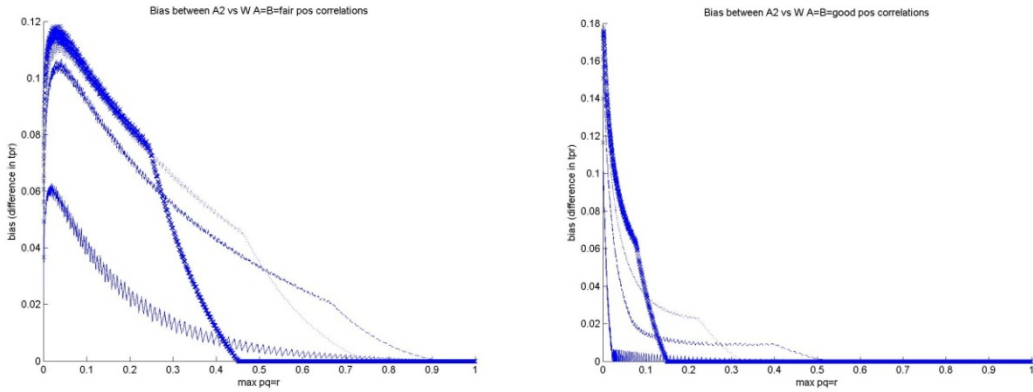 Bias between A2 vs W A=B=fair pos correlations
0.12
0.1
0.08
0.06
0.04
0.02
0
bias (difference in tpr)
0 0.1 0.2 0.3 0.4 0.5 0.6 0.7 0.8 0.9 1
max pq=r
Bias between A2 vs W A=B=good pos correlations
0.18
0.16
0.14
0.12
0.1
0.08
0.06
0.04
0.02
0
bias (difference in tpr)
0 0.1 0.2 0.3 0.4 0.5 0.6 0.7 0.8 0.9 1
max pq=r